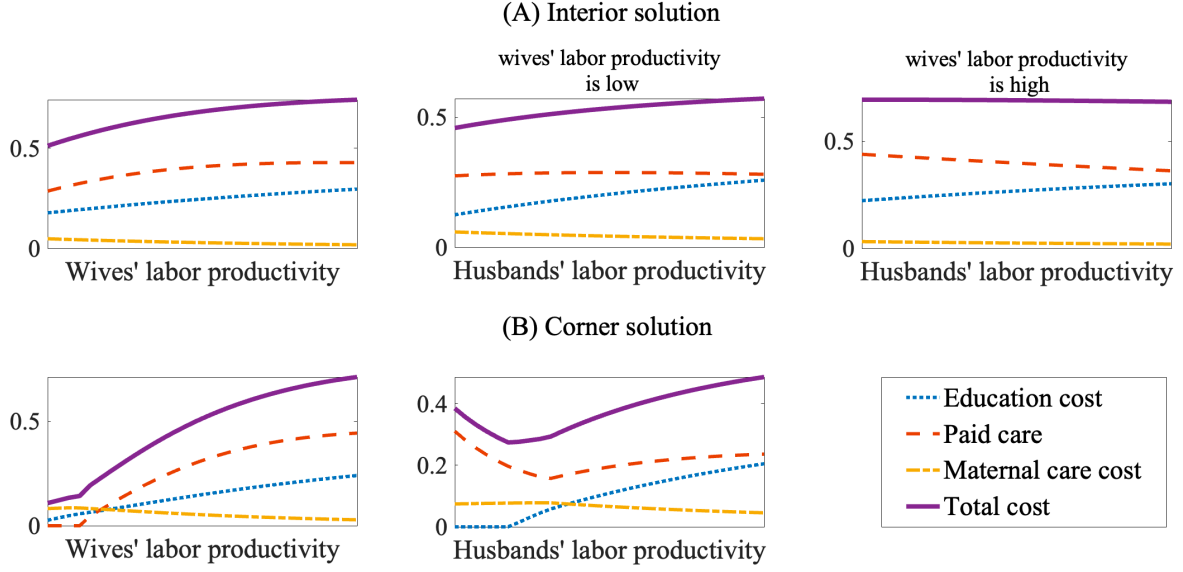 (A) Interior solution
wives' labor productivity
is low
wives' labor productivity
is high
0.5
0
Wives' labor productivity
0.5
0
Husbands' labor productivity
0.5
0
Husbands' labor productivity
(B) Corner solution
0.5
0
Wives' labor productivity
0.4
0.2
0
Husbands' labor productivity
Education cost
Paid care
Maternal care cost
Total cost